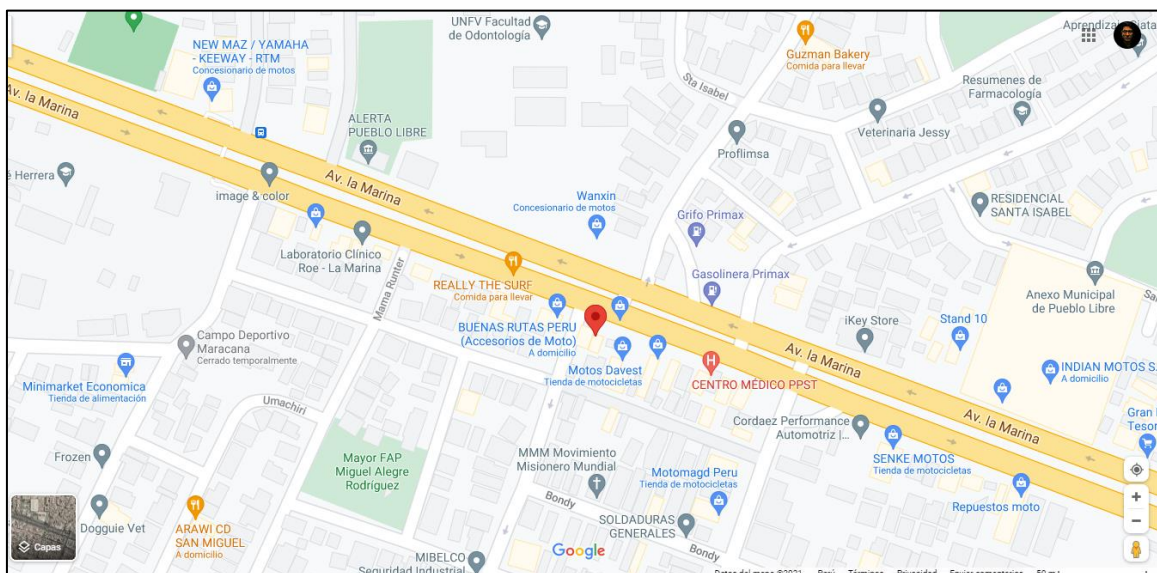 UNFV Facultad
de Odontología
NEW MAZ / YAMAHA
- KEEWAY - RTM
Concesionario de motos
Guzman Bakery
Comida para llevar
Resumenes de
Farmacología
Sta Isabel
Av. la Marina
Av. la Marina
ALERTA
PUEBLO LIBRE
Proflimsa
Veterinaria Jessy
Herrera
image & color
Av. la Marina
Wanxin
Concesionario de motos
RESIDENCIAL
SANTA ISABEL
Grifo Primax
Laboratorio Clínico
Roe - La Marina
Gasolinera Primax
REALLY THE SURF
Comida para llevar
Mama Runter
Anexo Municipal
de Pueblo Libre
iKey Store
Stand 10
BUENAS RUTAS PERU
(Accesorios de Moto)
A domicilio
Campo Deportivo
Maracana
Cerrado temporalmente
Av. la Marina
Motos Davest
Tienda de motocicletas
CENTRO MÉDICO PPST
INDIAN MOTOS S.
A domicilio
Minimarket Economica
Tienda de alimentación
Umachiri
Av. la Marina
Cordaez Performance
Automotriz |...
Gran
Tesor
Frozen
Mayor FAP
Miguel Alegre
Rodríguez
MMM Movimiento
Misionero Mundial
SENKE MOTOS
Tienda de motocicletas
Motomagd Peru
Tienda de motocicletas
Bondy
Repuestos moto
Dogguie Vet
ARAWI CD
SAN MIGUEL
A domicilio
SOLDADURAS
GENERALES
Capas
Google
Bondy
MIBELCO
Seguridad Industrial